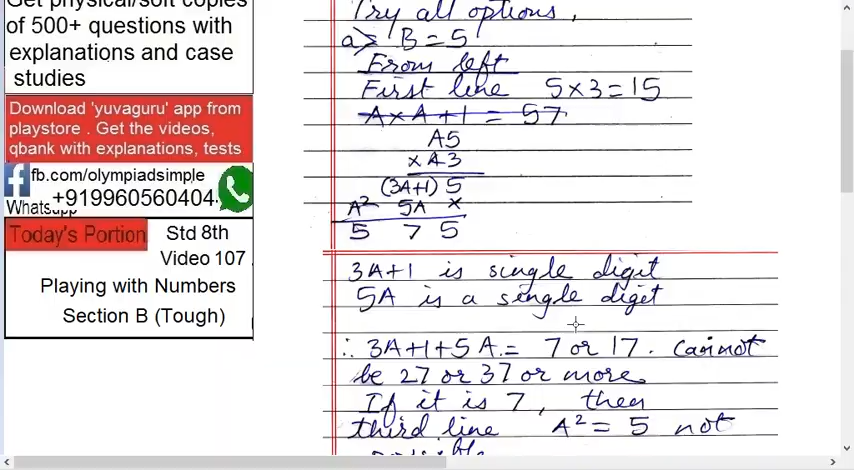 Get physical/soft copies
of 500+ questions with
explanations and case
studies
Download 'yuvaguru' app from
playstore . Get the videos,
qbank with explanations, tests
fb.com/olympiadsimple
Whatsupp +919960560404
Today's Portion
Std 8th
Video 107
Playing with Numbers
Section B (Tough)
Try all options,
a> B = 5
From left
First line 5 x 3 = 15
A x A + 1 = 57
A5
x A3
(3A+1) 5
A² 5A x
5 7 5
3A+1 is single digit
5A is a single digit
∴ 3A+1+5A = 7 or 17. cannot
be 27 or 37 or more.
If it is 7, then
third line A² = 5 not